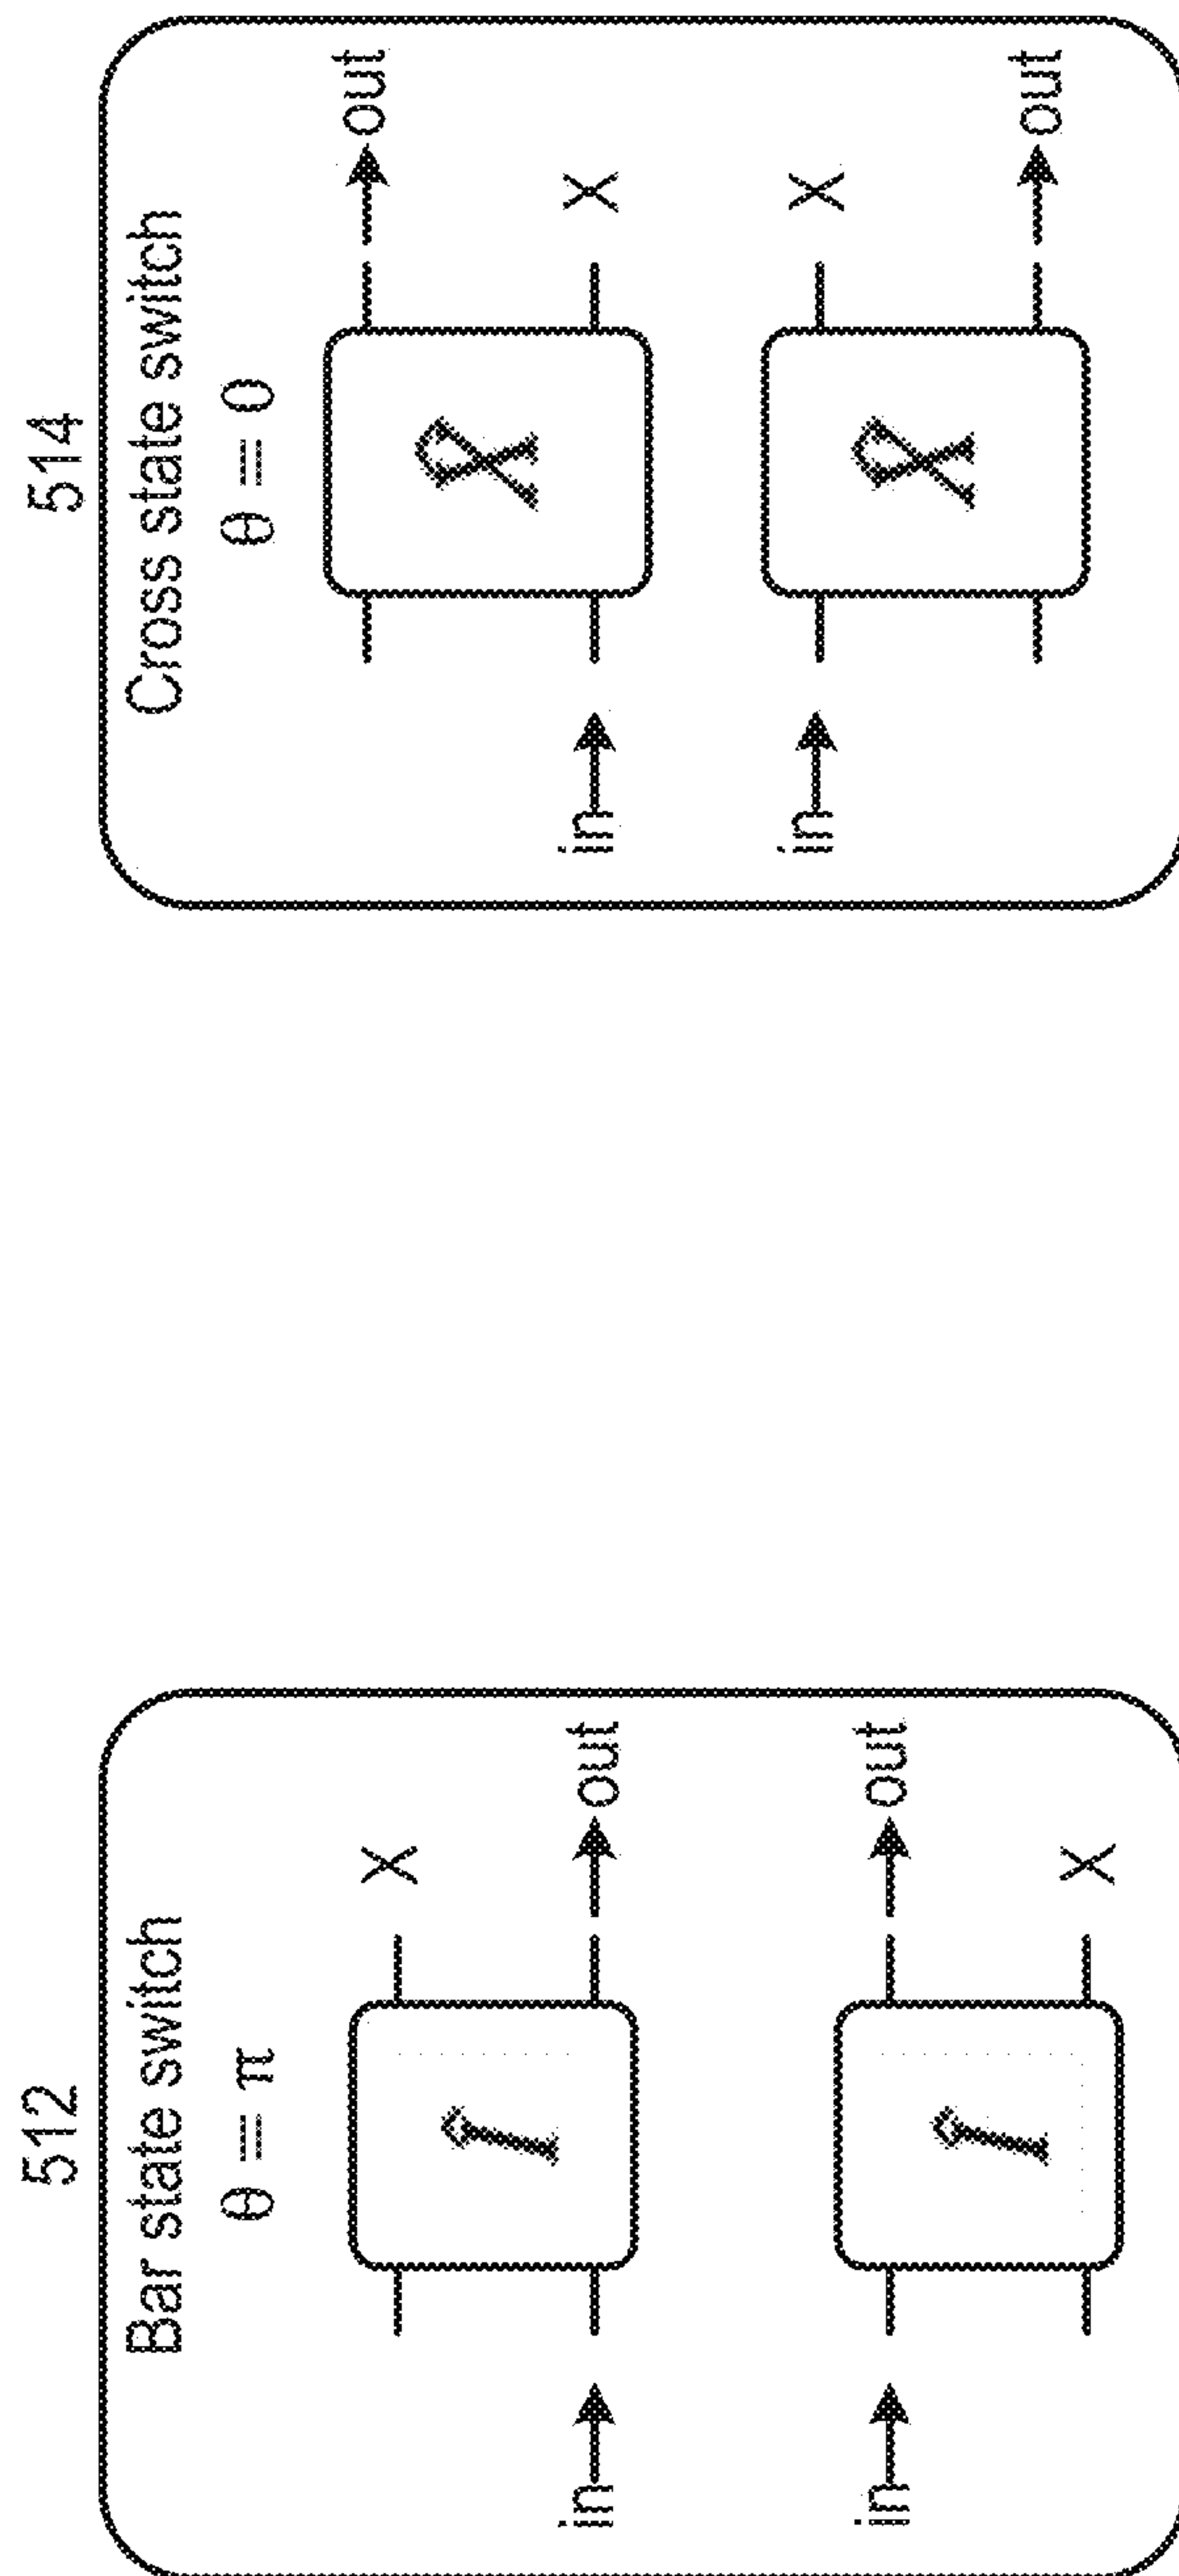 512
Bar state switch
θ = π
X
Î
in out
in out
Î
X
514
Cross state switch
θ = 0
out
X̂
in X
in X
X̂
out